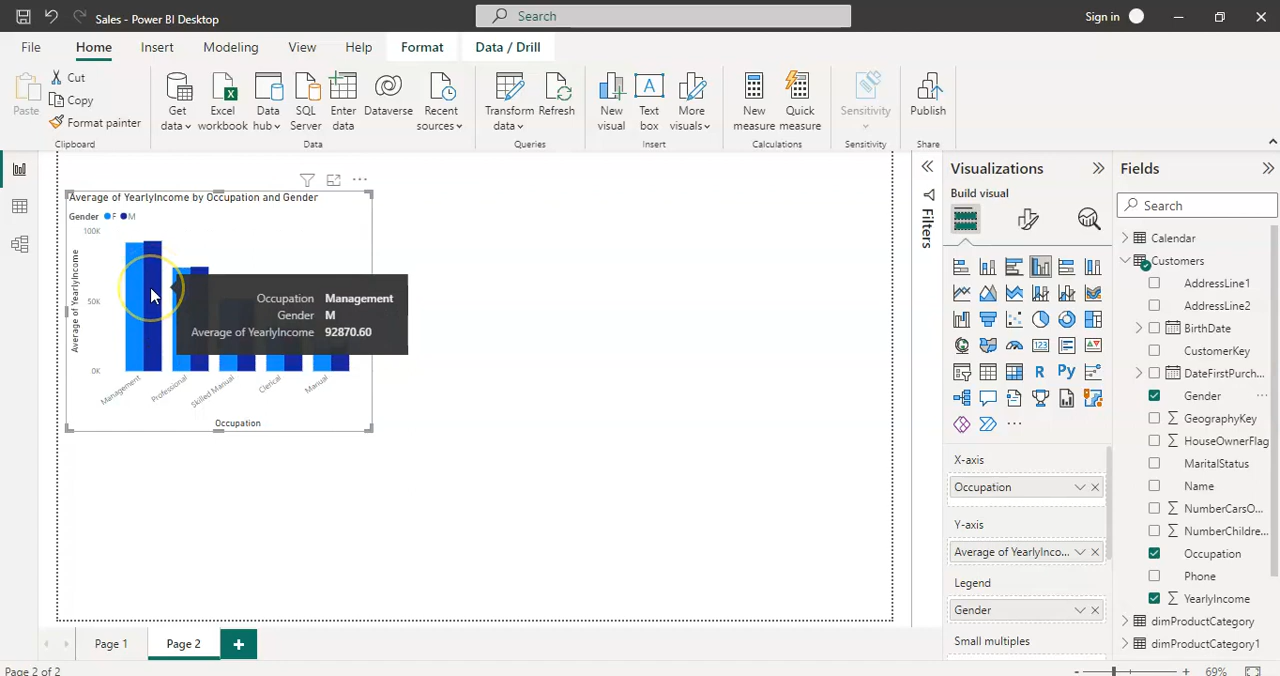 Sales - Power BI Desktop
Search
Sign in
File
Home
Insert
Modeling
View
Help
Format
Data / Drill
Paste
Cut
Copy
Format painter
Get data
Excel workbook
Data hub
SQL Server
Enter data
Dataverse
Recent sources
Transform data
Refresh
New visual
Text box
More visuals
New measure
Quick measure
Sensitivity
Publish
Clipboard
Data
Queries
Insert
Calculations
Sensitivity
Share
Average of YearlyIncome by Occupation and Gender
Gender F M
100K
50K
0K
Average of YearlyIncome
Management
Professional
Skilled Manual
Clerical
Manual
Occupation
Occupation Management
Gender M
Average of YearlyIncome 92870.60
Filters
Visualizations
Build visual
123
R
Py
X-axis
Occupation
Y-axis
Average of YearlyInco...
Legend
Gender
Small multiples
Fields
Search
Calendar
Customers
AddressLine1
AddressLine2
BirthDate
CustomerKey
DateFirstPurch...
Gender
GeographyKey
HouseOwnerFlag
MaritalStatus
Name
NumberCarsO...
NumberChildre...
Occupation
Phone
YearlyIncome
dimProductCategory
dimProductCategory1
Page 1
Page 2
Page 2 of 2
69%